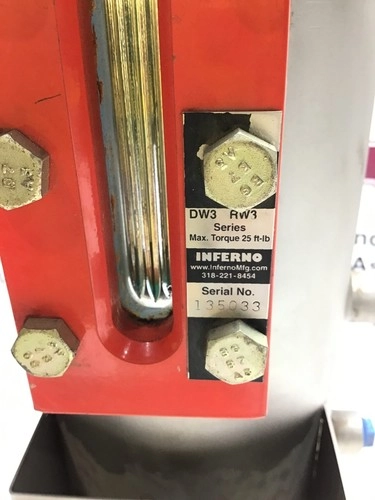 DW3 RW3
Series
Max. Torque 25 ft-lb
INFERNO
www.InfernoMfg.com
318-221-8454
Serial No.
135033